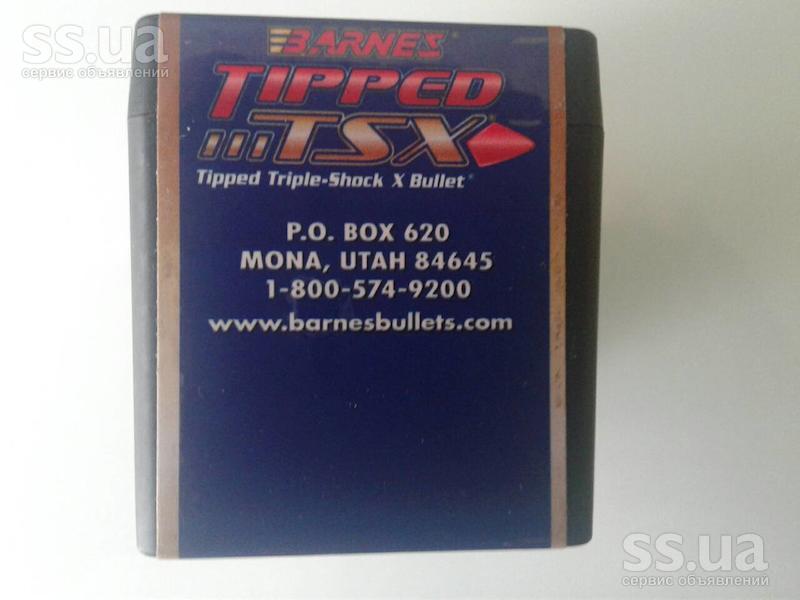 ss.ua
сервис объявлений
BARNES®
TIPPED
TSX®
Tipped Triple-Shock X Bullet®
P.O. BOX 620
MONA, UTAH 84645
1-800-574-9200
www.barnesbullets.com
ss.ua
сервис объявлений